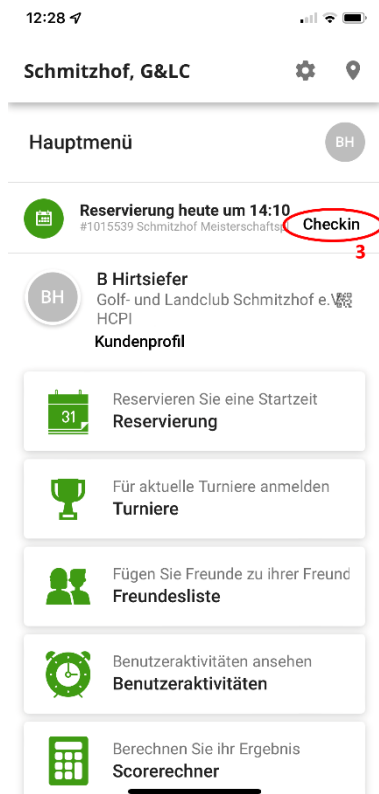 12:28
Schmitzhof, G&LC
Hauptmenü
BH
Reservierung heute um 14:10
#1015539 Schmitzhof Meisterschaftspl
Checkin
3
BH
B Hirtsiefer
Golf- und Landclub Schmitzhof e.V.
HCPI
Kundenprofil
31
Reservieren Sie eine Startzeit
Reservierung
Für aktuelle Turniere anmelden
Turniere
Fügen Sie Freunde zu ihrer Freund
Freundesliste
Benutzeraktivitäten ansehen
Benutzeraktivitäten
Berechnen Sie ihr Ergebnis
Scorerechner